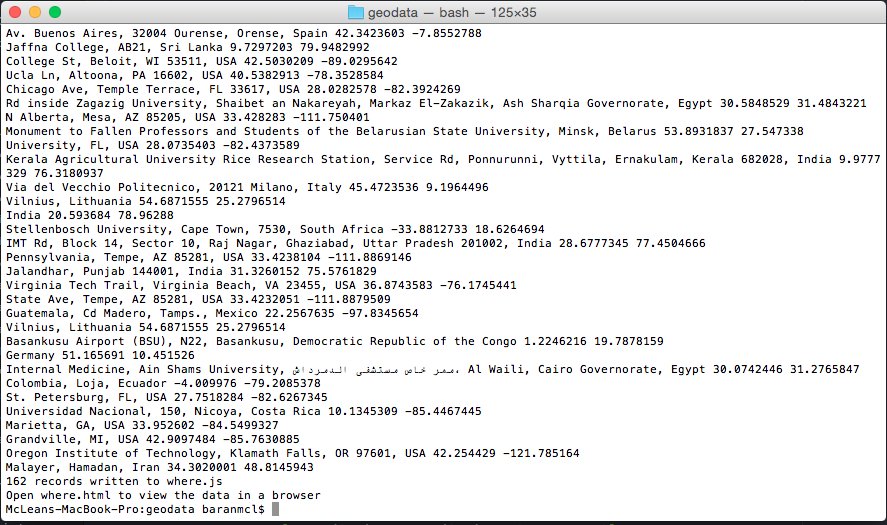 geodata — bash — 125×35
Av. Buenos Aires, 32004 Ourense, Orense, Spain 42.3423603 -7.8552788
Jaffna College, AB21, Sri Lanka 9.7297203 79.9482992
College St, Beloit, WI 53511, USA 42.5030209 -89.0295642
Ucla Ln, Altoona, PA 16602, USA 40.5382913 -78.3528584
Chicago Ave, Temple Terrace, FL 33617, USA 28.0282578 -82.3924269
Rd inside Zagazig University, Shaibet an Nakareyah, Markaz El-Zakazik, Ash Sharqia Governorate, Egypt 30.5848529 31.4843221
N Alberta, Mesa, AZ 85205, USA 33.428283 -111.750401
Monument to Fallen Professors and Students of the Belarusian State University, Minsk, Belarus 53.8931837 27.547338
University, FL, USA 28.0735403 -82.4373589
Kerala Agricultural University Rice Research Station, Service Rd, Ponnurunni, Vyttila, Ernakulam, Kerala 682028, India 9.9777
329 76.3180937
Via del Vecchio Politecnico, 20121 Milano, Italy 45.4723536 9.1964496
Vilnius, Lithuania 54.6871555 25.2796514
India 20.593684 78.96288
Stellenbosch University, Cape Town, 7530, South Africa -33.8812733 18.6264694
IMT Rd, Block 14, Sector 10, Raj Nagar, Ghaziabad, Uttar Pradesh 201002, India 28.6777345 77.4504666
Pennsylvania, Tempe, AZ 85281, USA 33.4238104 -111.8869146
Jalandhar, Punjab 144001, India 31.3260152 75.5761829
Virginia Tech Trail, Virginia Beach, VA 23455, USA 36.8743583 -76.1745441
State Ave, Tempe, AZ 85281, USA 33.4232051 -111.8879509
Guatemala, Cd Madero, Tamps., Mexico 22.2567635 -97.8345654
Vilnius, Lithuania 54.6871555 25.2796514
Basankusu Airport (BSU), N22, Basankusu, Democratic Republic of the Congo 1.2246216 19.7878159
Germany 51.165691 10.451526
Internal Medicine, Ain Shams University, ممر خاص مستشفى الدمرداش، Al Waili, Cairo Governorate, Egypt 30.0742446 31.2765847
Colombia, Loja, Ecuador -4.009976 -79.2085378
St. Petersburg, FL, USA 27.7518284 -82.6267345
Universidad Nacional, 150, Nicoya, Costa Rica 10.1345309 -85.4467445
Marietta, GA, USA 33.952602 -84.5499327
Grandville, MI, USA 42.9097484 -85.7630885
Oregon Institute of Technology, Klamath Falls, OR 97601, USA 42.254429 -121.785164
Malayer, Hamadan, Iran 34.3020001 48.8145943
162 records written to where.js
Open where.html to view the data in a browser
McLeans-MacBook-Pro:geodata baranmcl$